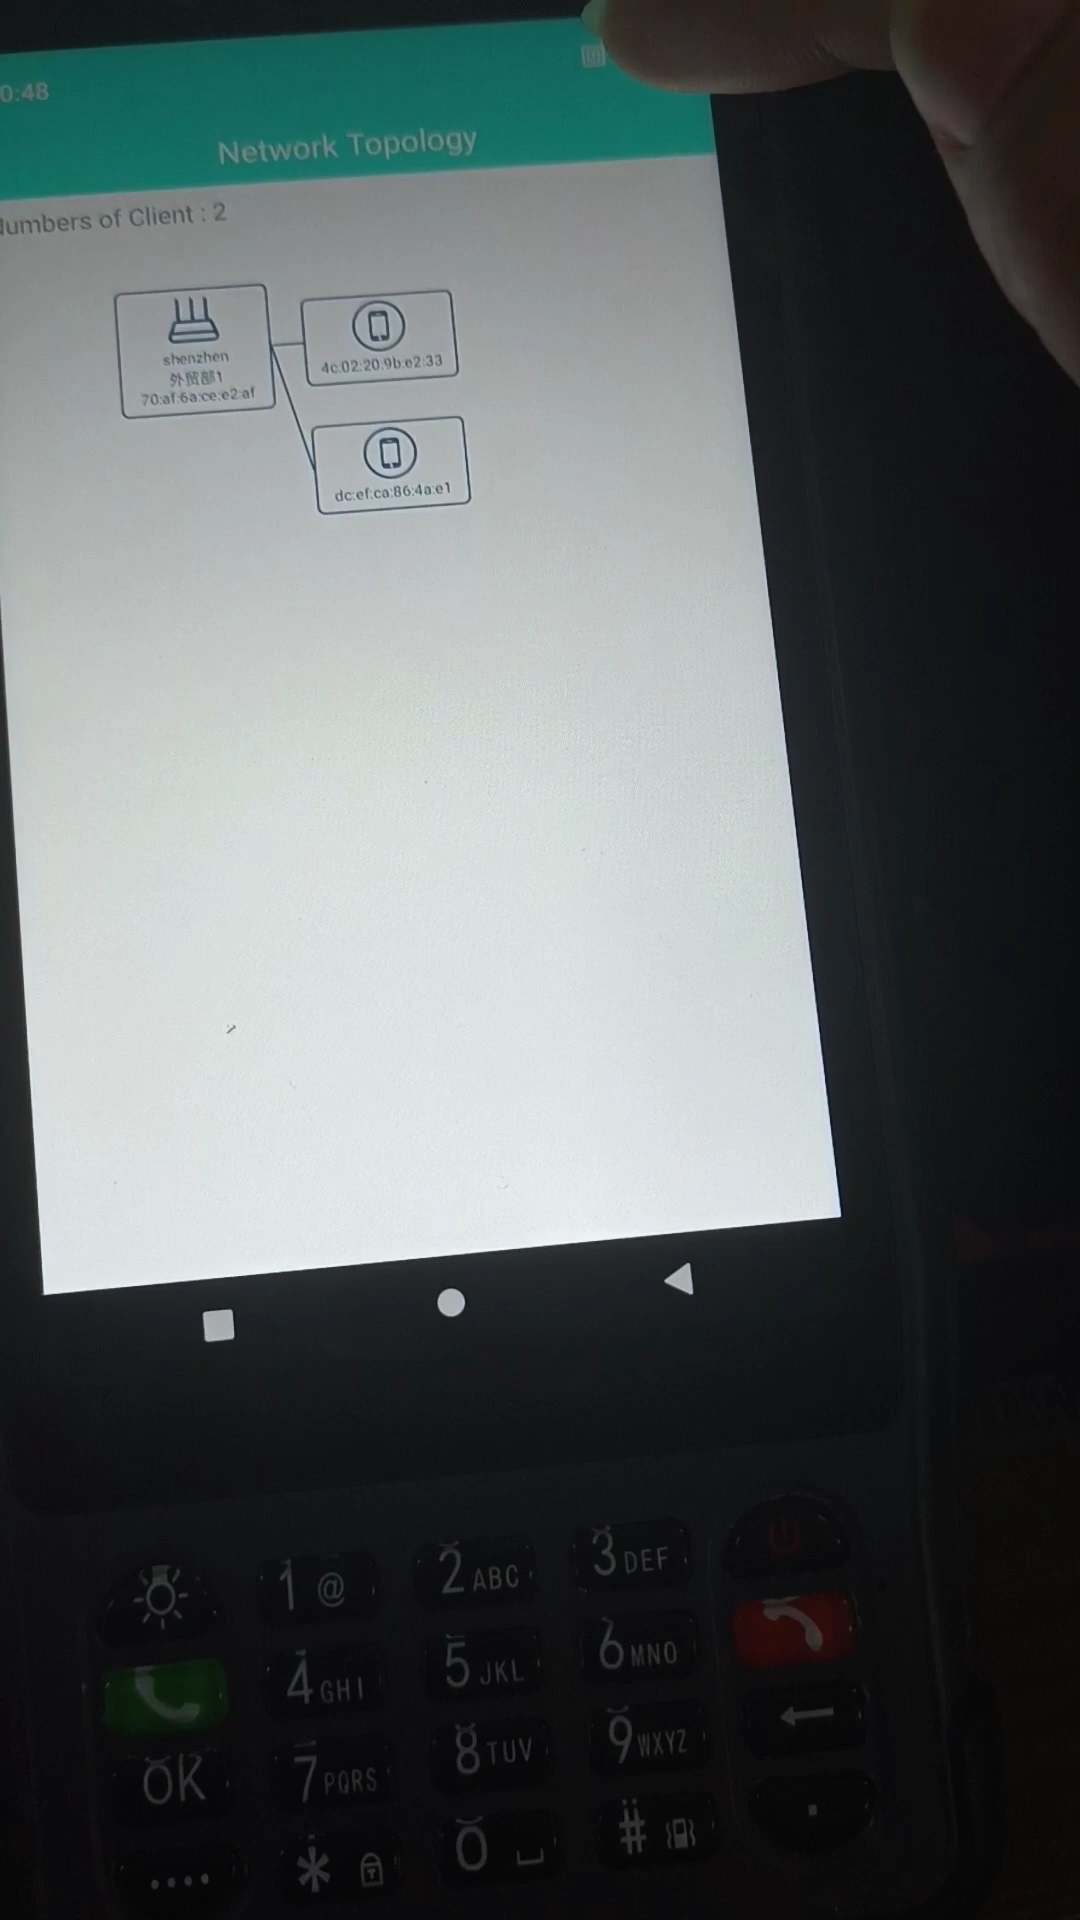 0:48
Network Topology
Numbers of Client : 2
shenzhen
外贸部1
70:af:6a:ce:e2:af
4c:02:20:9b:e2:33
dc:ef:ca:86:4a:e1
1 @
2 ABC
3 DEF
4 GHI
5 JKL
6 MNO
OK
7 PQRS
8 TUV
9 WXYZ
*
0
#